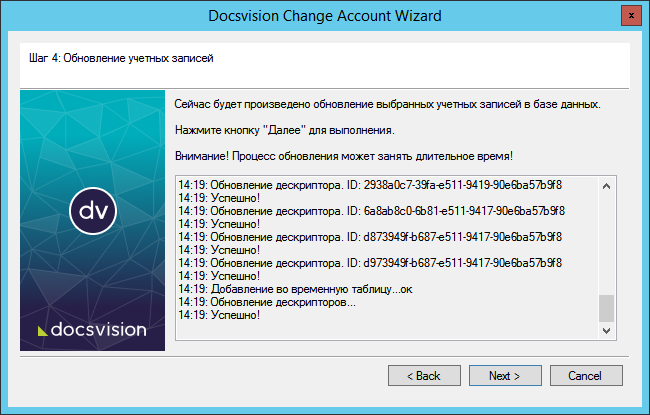 Docsvision Change Account Wizard
x
Шаг 4: Обновление учетных записей
Сейчас будет произведено обновление выбранных учетных записей в базе данных.
Нажмите кнопку "Далее" для выполнения.
Внимание! Процесс обновления может занять длительное время!
14:19: Обновление дескриптора. ID: 2938a0c7-39fa-e511-9419-90e6ba57b9f8
14:19: Успешно!
14:19: Обновление дескриптора. ID: 6a8ab8c0-6b81-e511-9417-90e6ba57b9f8
14:19: Успешно!
14:19: Обновление дескриптора. ID: d873949f-b687-e511-9417-90e6ba57b9f8
14:19: Успешно!
14:19: Обновление дескриптора. ID: d973949f-b687-e511-9417-90e6ba57b9f8
14:19: Успешно!
14:19: Добавление во временную таблицу...ок
14:19: Обновление дескрипторов...
14:19: Успешно!
dv
docsvision
< Back
Next >
Cancel